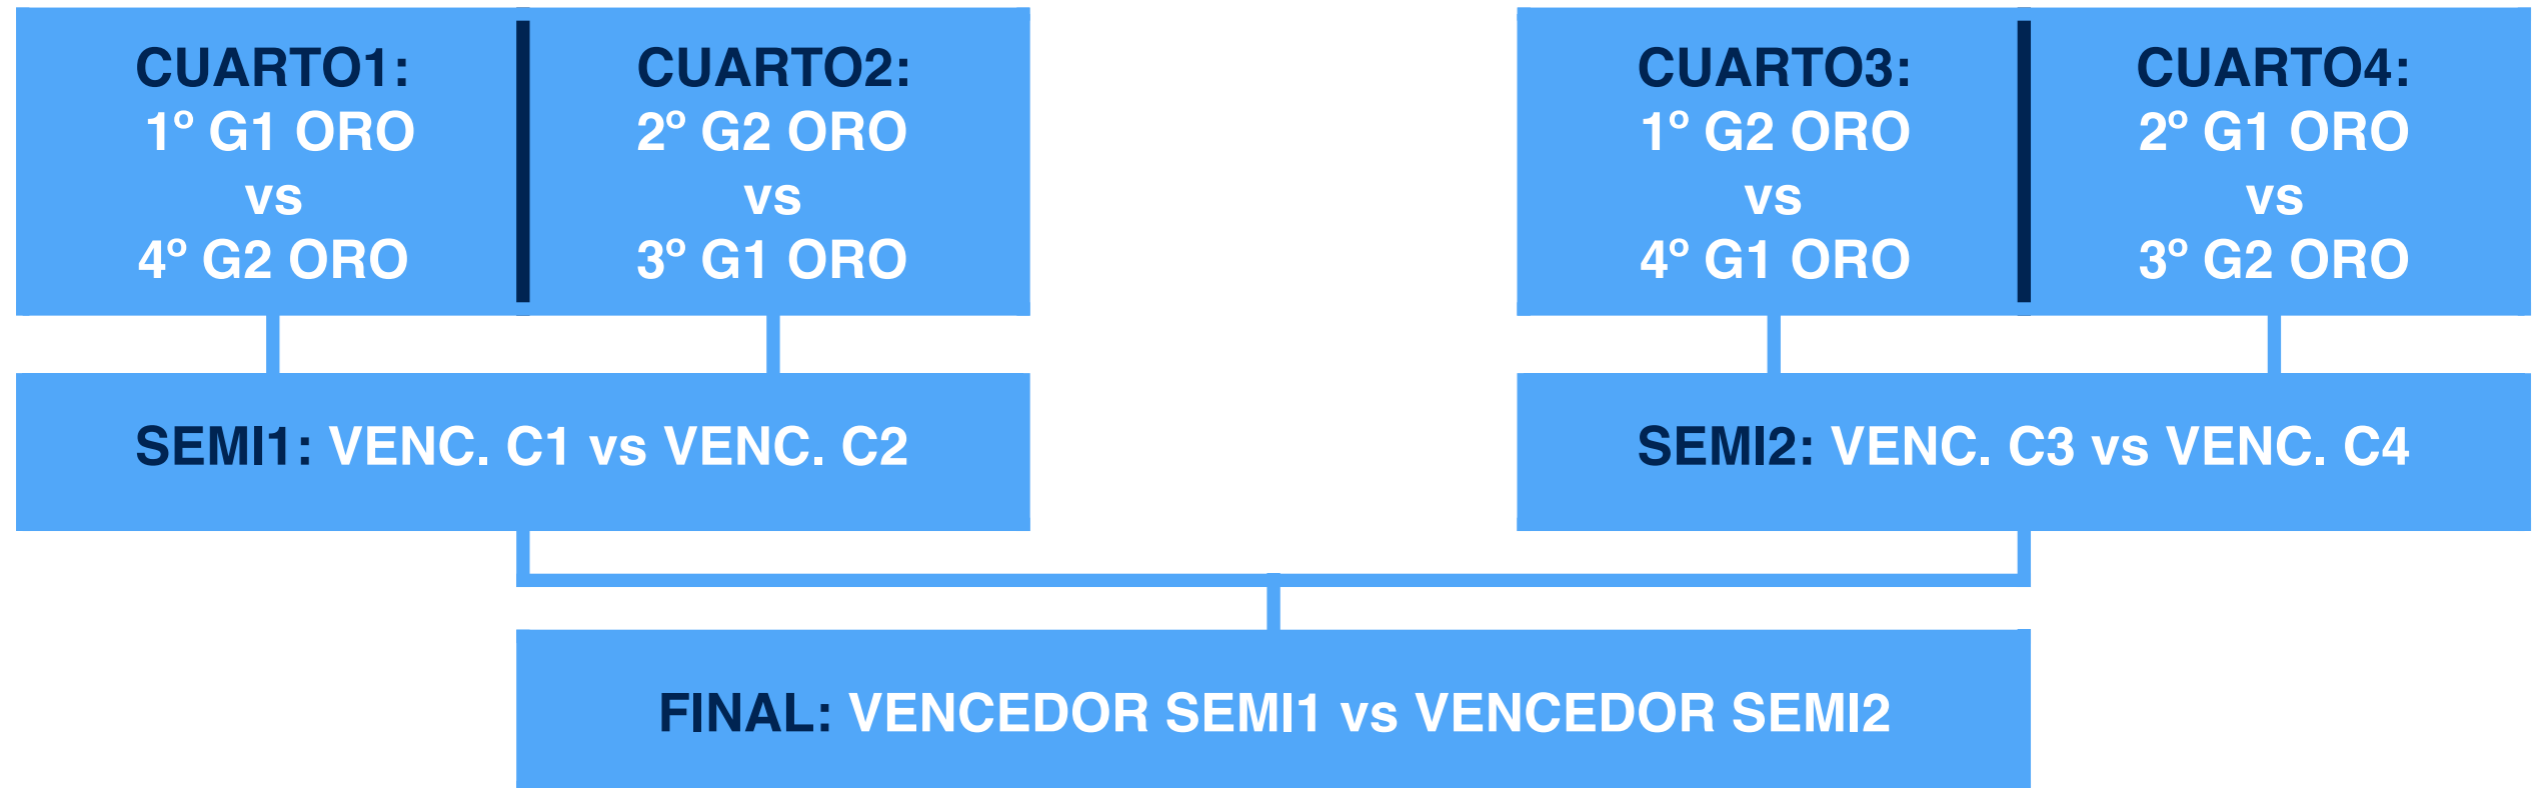 CUARTO1:
1º G1 ORO
vs
4º G2 ORO
CUARTO2:
2º G2 ORO
vs
3º G1 ORO
CUARTO3:
1º G2 ORO
vs
4º G1 ORO
CUARTO4:
2º G1 ORO
vs
3º G2 ORO
SEMI1: VENC. C1 vs VENC. C2
SEMI2: VENC. C3 vs VENC. C4
FINAL: VENCEDOR SEMI1 vs VENCEDOR SEMI2